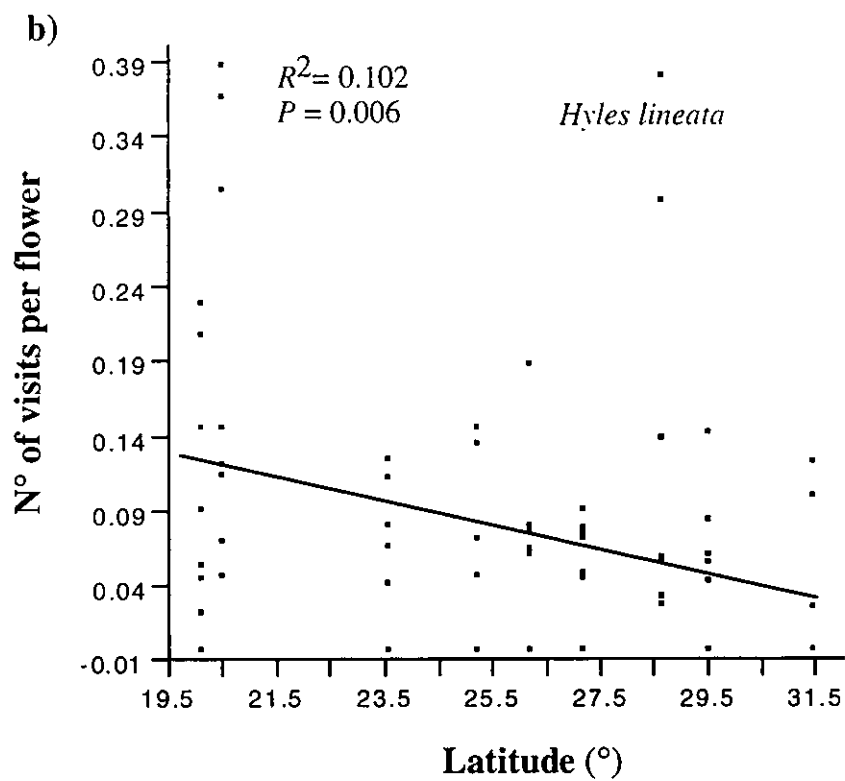 b)
R2= 0.102
P = 0.006
Hyles lineata
N° of visits per flower
0.39
0.34
0.29
0.24
0.19
0.14
0.09
0.04
-0.01
19.5 21.5 23.5 25.5 27.5 29.5 31.5
Latitude (°)